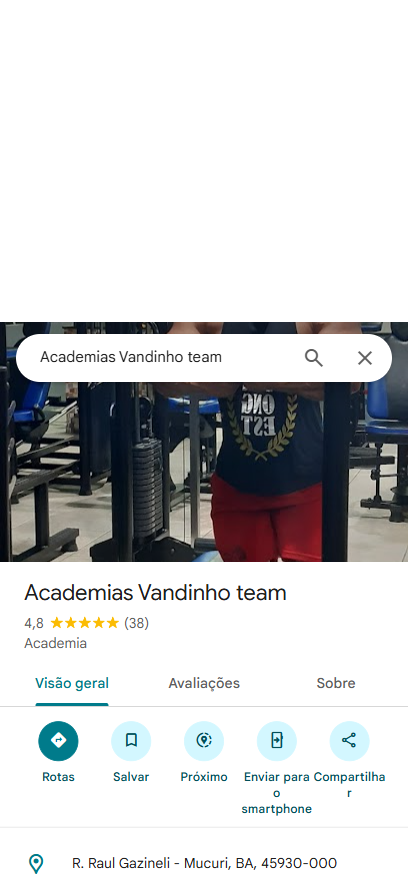 Academias Vandinho team
ONG
EST
Academias Vandinho team
4,8 (38)
Academia
Visão geral
Avaliações
Sobre
Rotas
Salvar
Próximo
Enviar para o smartphone
Compartilhar
R. Raul Gazineli - Mucuri, BA, 45930-000